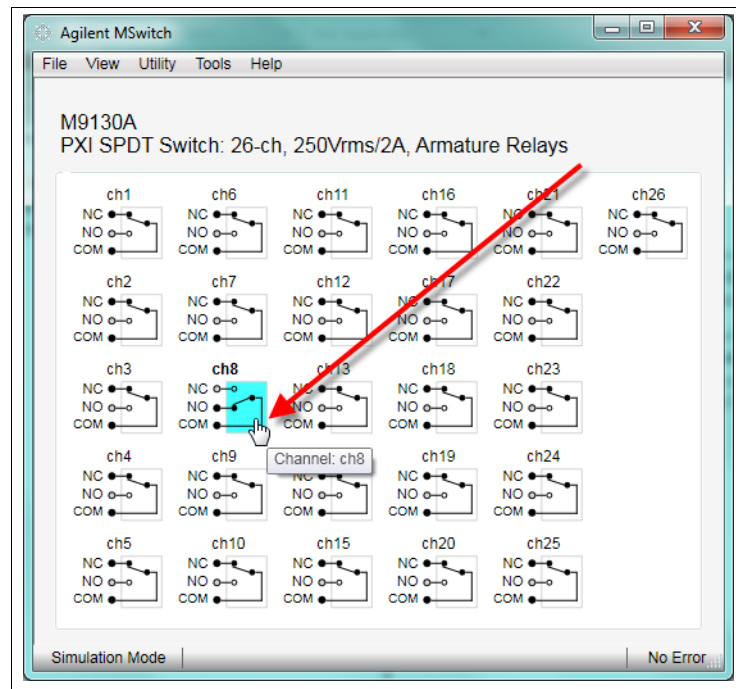 Agilent MSwitch
File View Utility Tools Help
M9130A
PXI SPDT Switch: 26-ch, 250Vrms/2A, Armature Relays
ch1 ch6 ch11 ch16 ch21 ch26
NC NC NC NC NC NC
NO NO NO NO NO NO
COM COM COM COM COM COM
ch2 ch7 ch12 ch17 ch22
NC NC NC NC NC
NO NO NO NO NO
COM COM COM COM COM
ch3 ch8 ch13 ch18 ch23
NC NC NC NC NC
NO NO NO NO NO
COM COM COM COM COM
Channel: ch8
ch4 ch9 ch19 ch24
NC NC NC NC NC
NO NO NO NO NO
COM COM COM COM COM
ch5 ch10 ch15 ch20 ch25
NC NC NC NC NC
NO NO NO NO NO
COM COM COM COM COM
Simulation Mode No Error